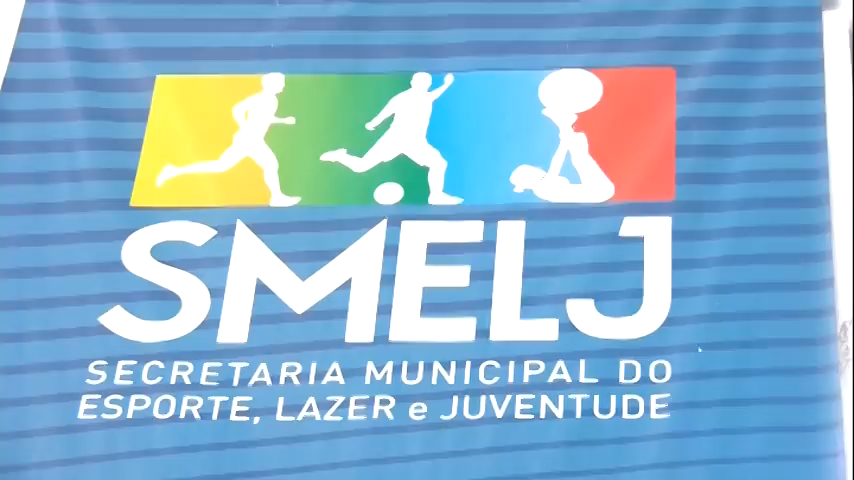 SMELJ
SECRETARIA MUNICIPAL DO
ESPORTE, LAZER e JUVENTUDE